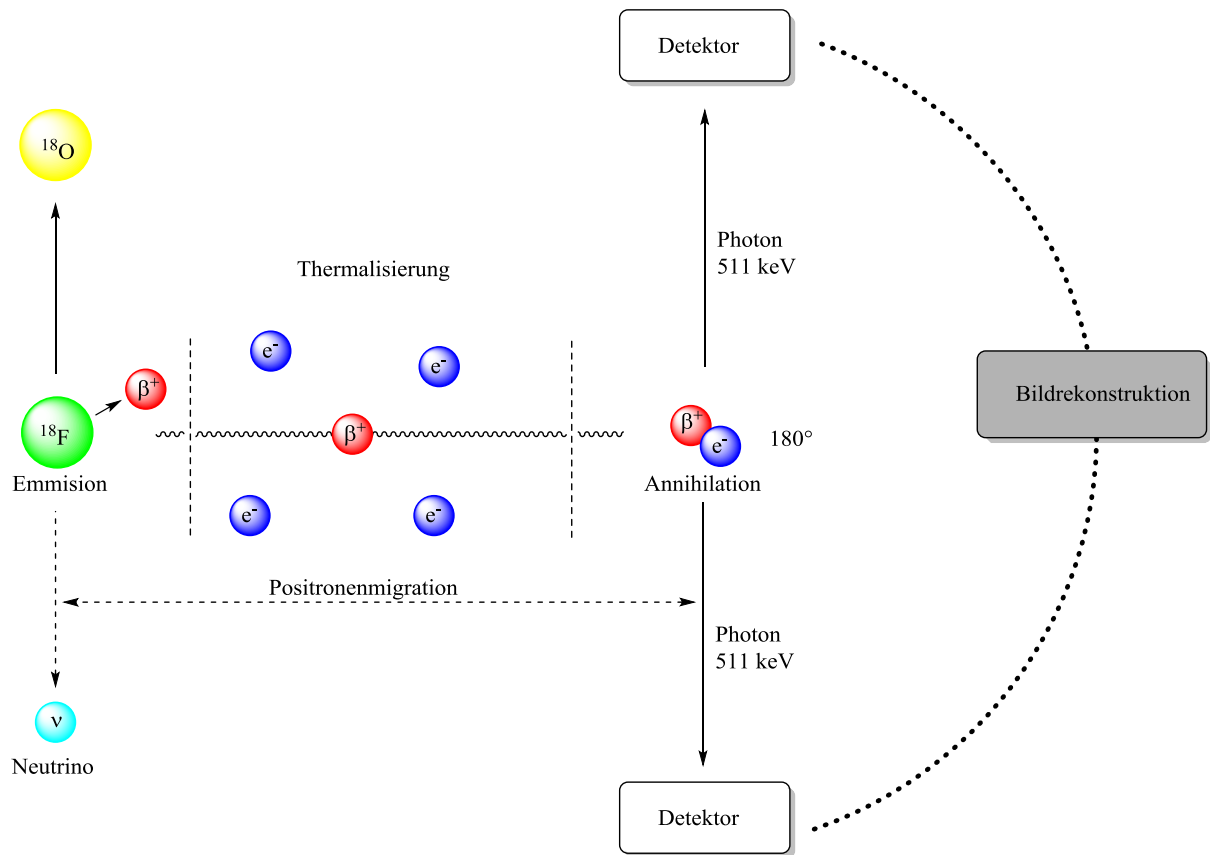 Detektor
¹⁸O
Photon
511 keV
Thermalisierung
e⁻
e⁻
β⁺
Bildrekonstruktion
¹⁸F
β⁺
β⁺
e⁻
180°
Emmision
Annihilation
e⁻
e⁻
Positronenmigration
Photon
511 keV
ν
Neutrino
Detektor